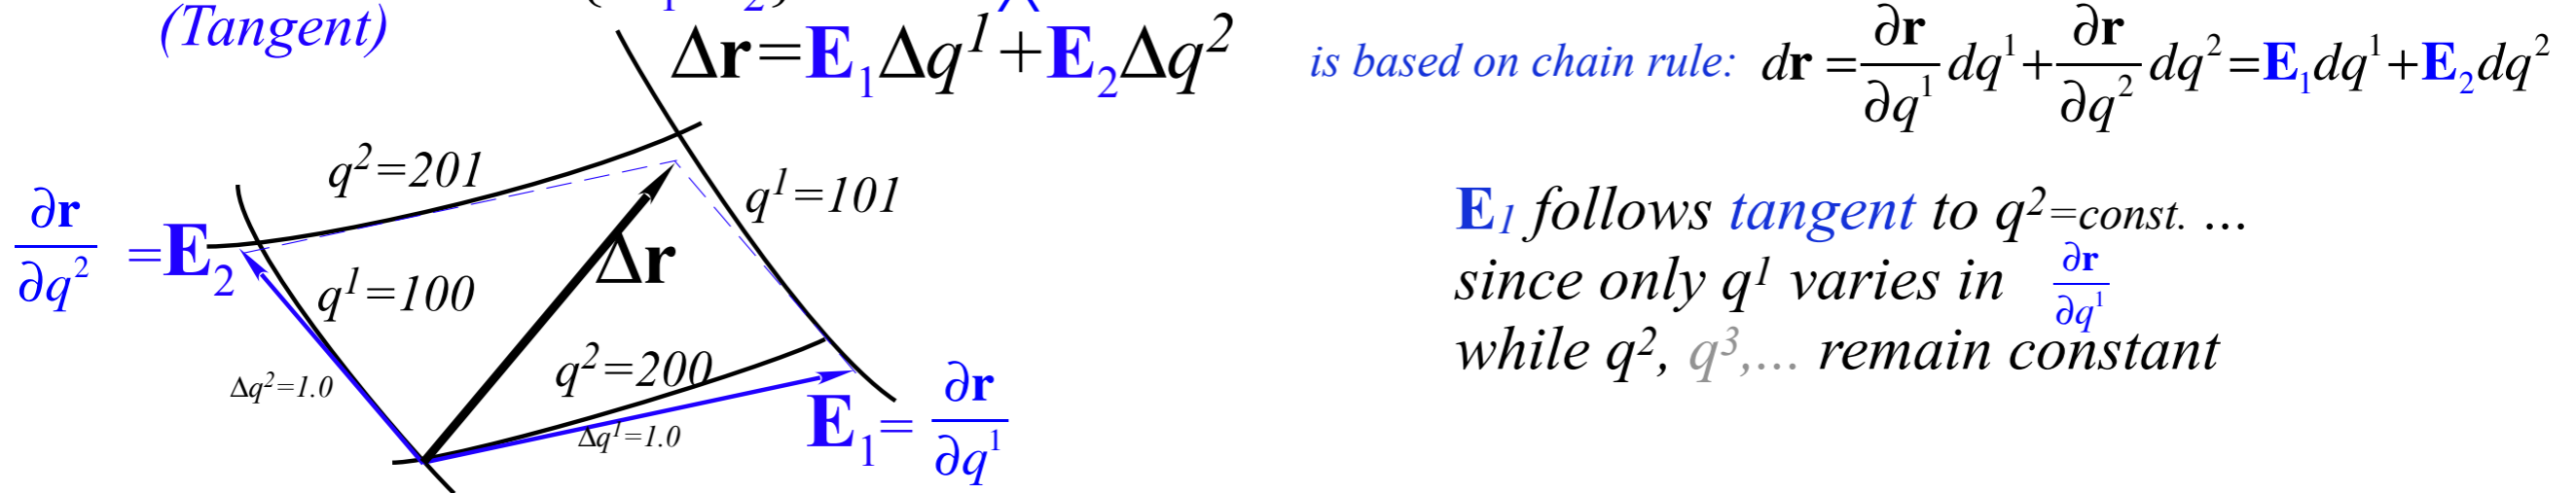 (Tangent)
Δr=E₁Δq¹+E₂Δq²
is based on chain rule: dr = ∂r/∂q¹ dq¹ + ∂r/∂q² dq² = E₁dq¹+E₂dq²
q²=201
q¹=101
∂r/∂q² =E₂
Δr
q¹=100
q²=200
Δq²=1.0
Δq¹=1.0
E₁= ∂r/∂q¹
E₁ follows tangent to q²=const. ...
since only q¹ varies in ∂r/∂q¹
while q², q³,... remain constant